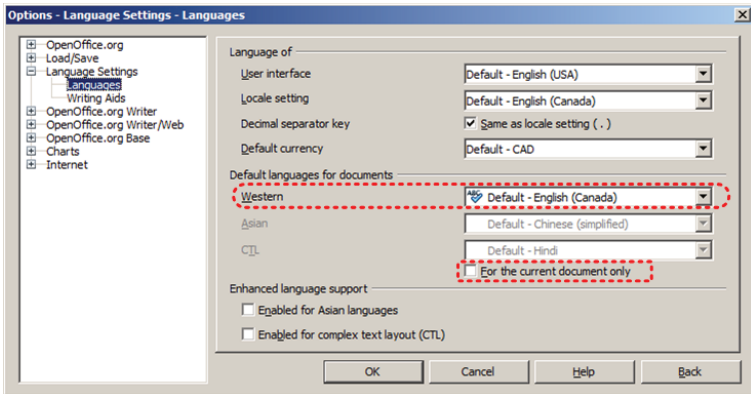 Options - Language Settings - Languages
OpenOffice.org
Load/Save
Language Settings
Languages
Writing Aids
OpenOffice.org Writer
OpenOffice.org Writer/Web
OpenOffice.org Base
Charts
Internet
Language of
User interface
Default - English (USA)
Locale setting
Default - English (Canada)
Decimal separator key
Same as locale setting ( . )
Default currency
Default - CAD
Default languages for documents
Western
ABC Default - English (Canada)
Asian
Default - Chinese (simplified)
CTL
Default - Hindi
For the current document only
Enhanced language support
Enabled for Asian languages
Enabled for complex text layout (CTL)
OK
Cancel
Help
Back